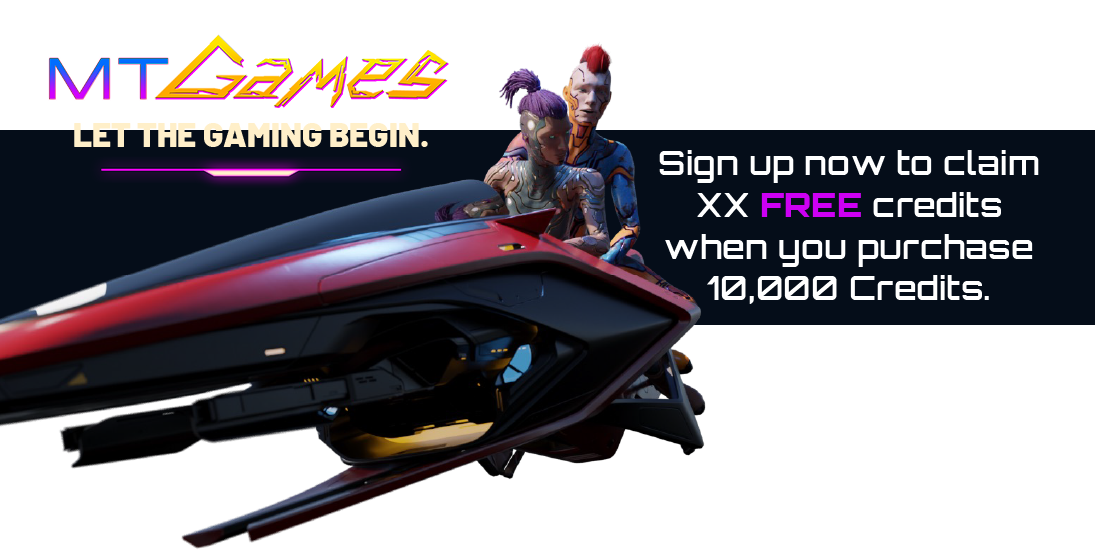 MTGames
LET THE GAMING BEGIN.
Sign up now to claim
XX FREE credits
when you purchase
10,000 Credits.